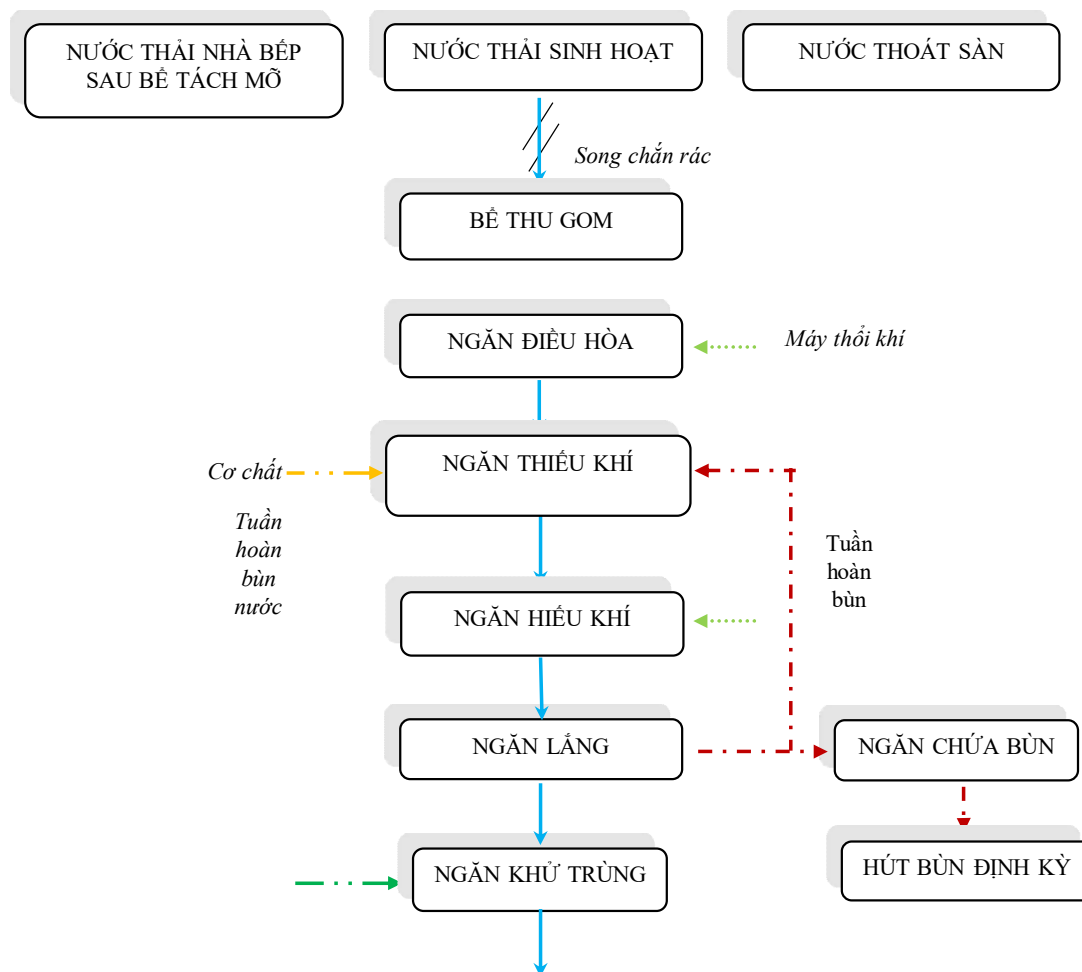 NƯỚC THẢI NHÀ BẾP
SAU BỂ TÁCH MỠ
NƯỚC THẢI SINH HOẠT
NƯỚC THOÁT SÀN
Song chắn rác
BỂ THU GOM
NGĂN ĐIỀU HÒA
Máy thổi khí
NGĂN THIẾU KHÍ
Cơ chất
Tuần
hoàn
bùn
nước
Tuần
hoàn
bùn
NGĂN HIẾU KHÍ
NGĂN LẮNG
NGĂN CHỨA BÙN
NGĂN KHỬ TRÙNG
HÚT BÙN ĐỊNH KỲ